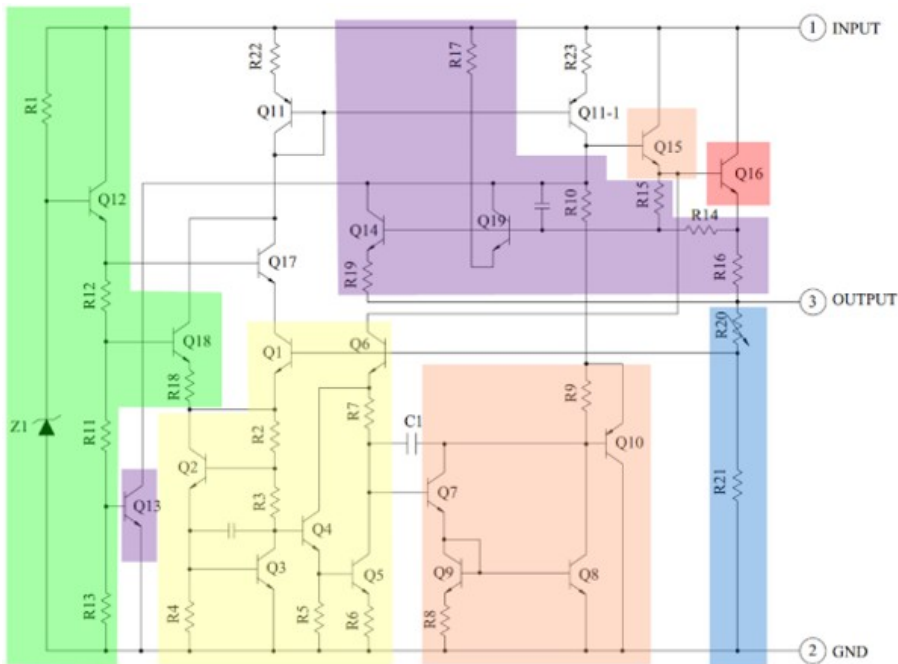 1 INPUT
R22
R17
R23
R1
Q11
Q11-1
Q15
Q16
Q12
R10
R15
R14
Q14
Q19
Q17
R19
R16
R12
3 OUTPUT
R20
Q18
Q1
Q6
R18
R7
R9
C1
Z1
R11
R2
Q10
Q2
R3
R21
Q13
Q4
Q7
Q3
Q5
Q9
Q8
R13
R4
R5
R6
R8
2 GND